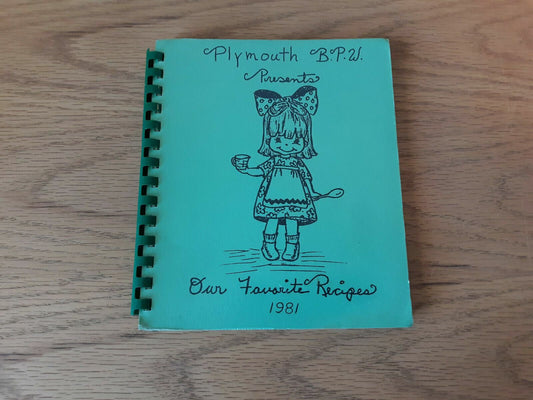 Plymouth B.P.W.
Presents
Our Favorite Recipes
1981